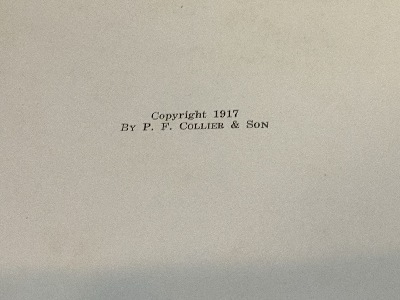 Copyright 1917
By P. F. Collier & Son